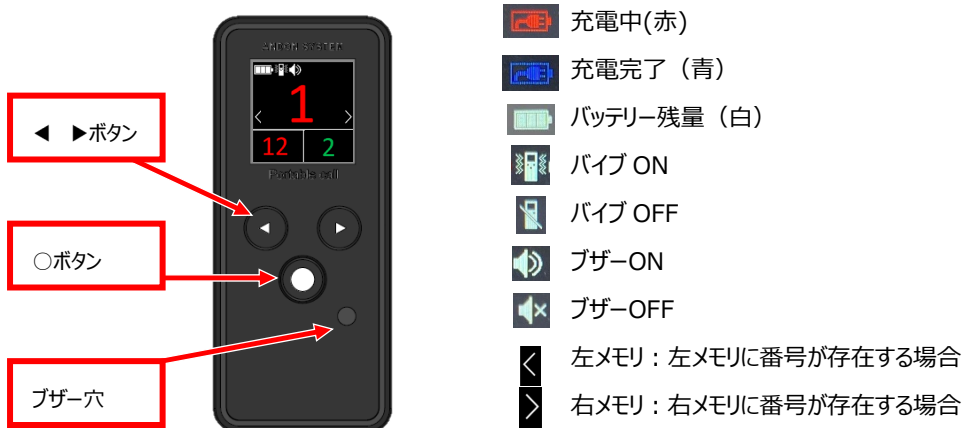 ANDON SYSTEM
1
12 2
Portable call
◀ ▶ボタン
○ボタン
ブザー穴
充電中(赤)
充電完了（青）
バッテリー残量（白）
バイブ ON
バイブ OFF
ブザーON
ブザーOFF
左メモリ：左メモリに番号が存在する場合
右メモリ：右メモリに番号が存在する場合